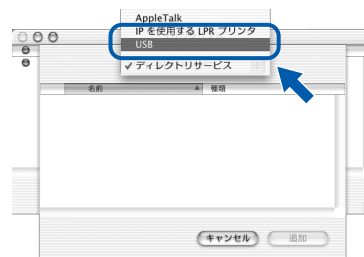 AppleTalk
IP を使用する LPR プリンタ
USB
✓ディレクトリサービス
名前 種類
キャンセル 追加